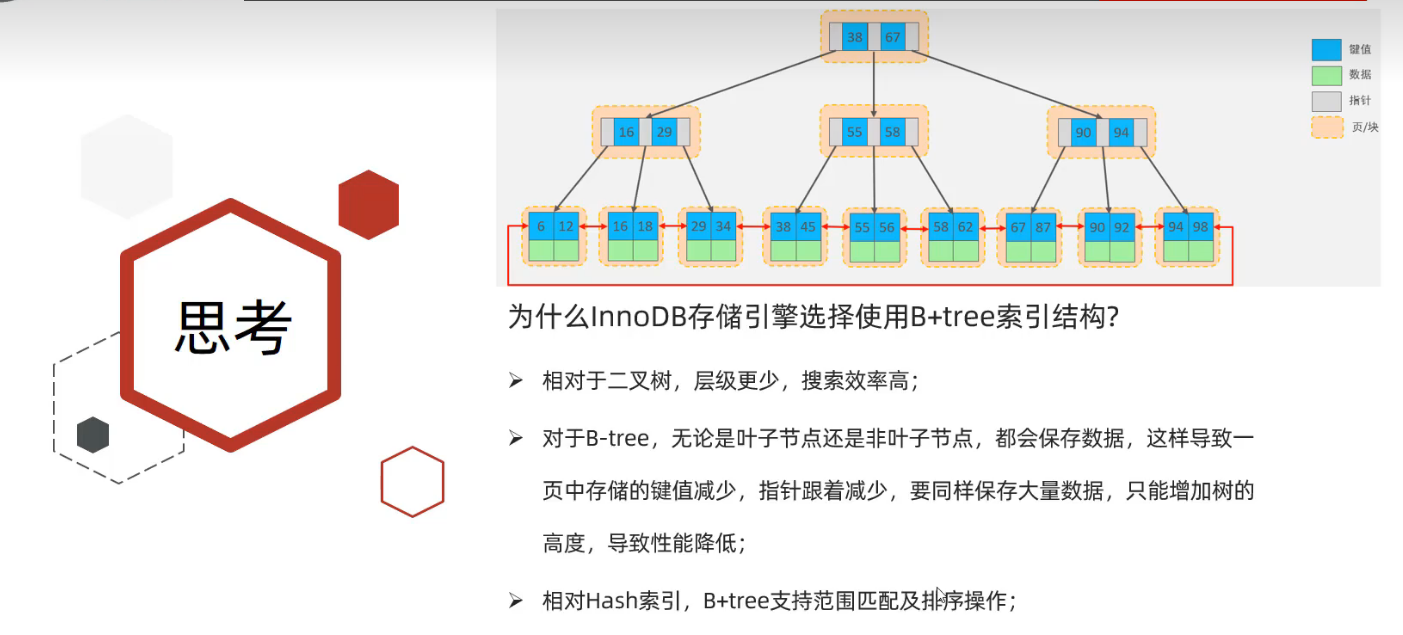 38 67
键值
数据
指针
页/块
16 29 55 58 90 94
6 12 16 18 29 34 38 45 55 56 58 62 67 87 90 92 94 98
思考
为什么InnoDB存储引擎选择使用B+tree索引结构?
相对于二叉树，层级更少，搜索效率高；
对于B-tree，无论是叶子节点还是非叶子节点，都会保存数据，这样导致一
页中存储的键值减少，指针跟着减少，要同样保存大量数据，只能增加树的
高度，导致性能降低；
相对Hash索引，B+tree支持范围匹配及排序操作；